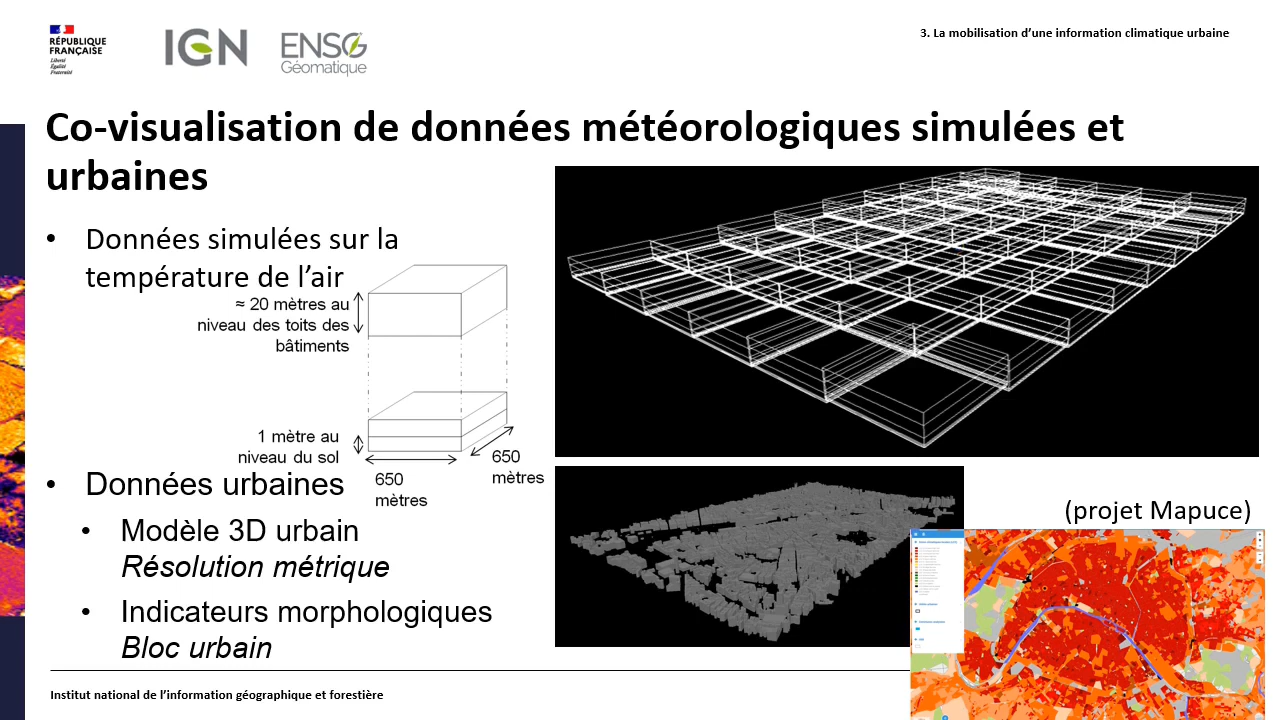 RÉPUBLIQUE
FRANÇAISE
Liberté
Égalité
Fraternité
IGN
ENSG
Géomatique
3. La mobilisation d’une information climatique urbaine
Co-visualisation de données météorologiques simulées et
urbaines
• Données simulées sur la
température de l’air
≈ 20 mètres au
niveau des toits des
bâtiments
1 mètre au
niveau du sol
650
mètres
650
mètres
• Données urbaines
• Modèle 3D urbain
Résolution métrique
• Indicateurs morphologiques
Bloc urbain
(projet Mapuce)
Institut national de l’information géographique et forestière